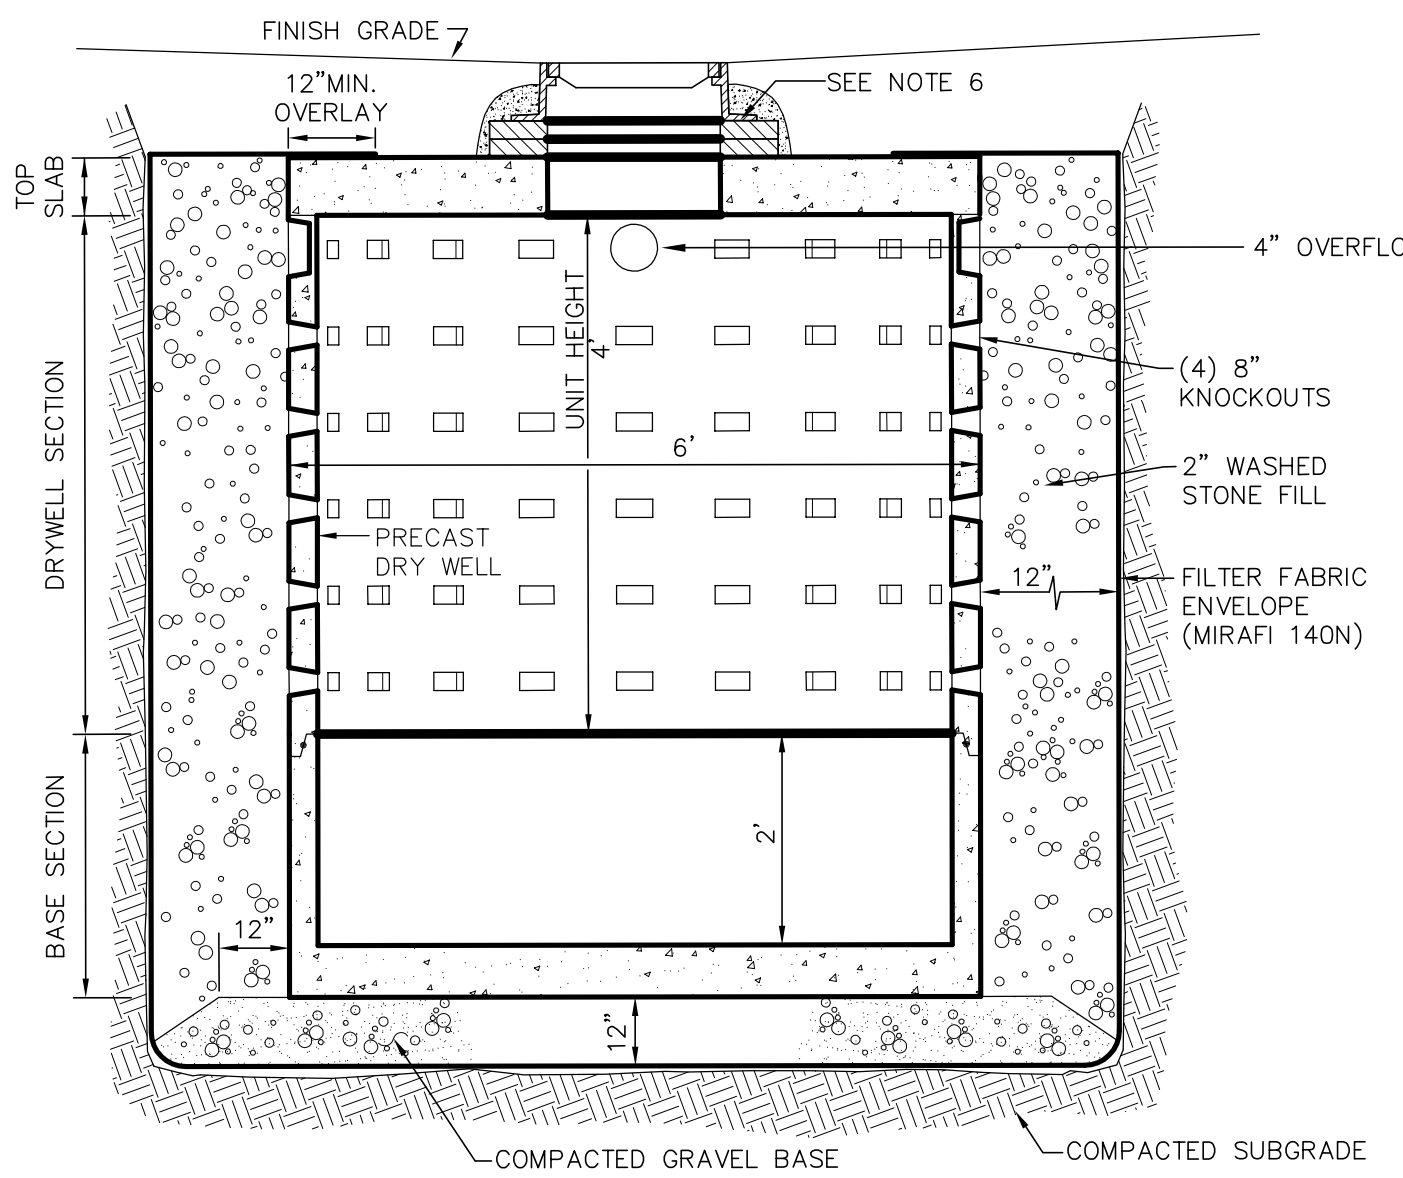 FINISH GRADE
12"MIN.
OVERLAY
SEE NOTE 6
TOP
SLAB
4" OVERFLO
UNIT HEIGHT
4'
(4) 8"
KNOCKOUTS
DRYWELL SECTION
6'
2" WASHED
STONE FILL
PRECAST
DRY WELL
12"
FILTER FABRIC
ENVELOPE
(MIRAFI 140N)
BASE SECTION
2'
12"
12"
COMPACTED GRAVEL BASE
COMPACTED SUBGRADE